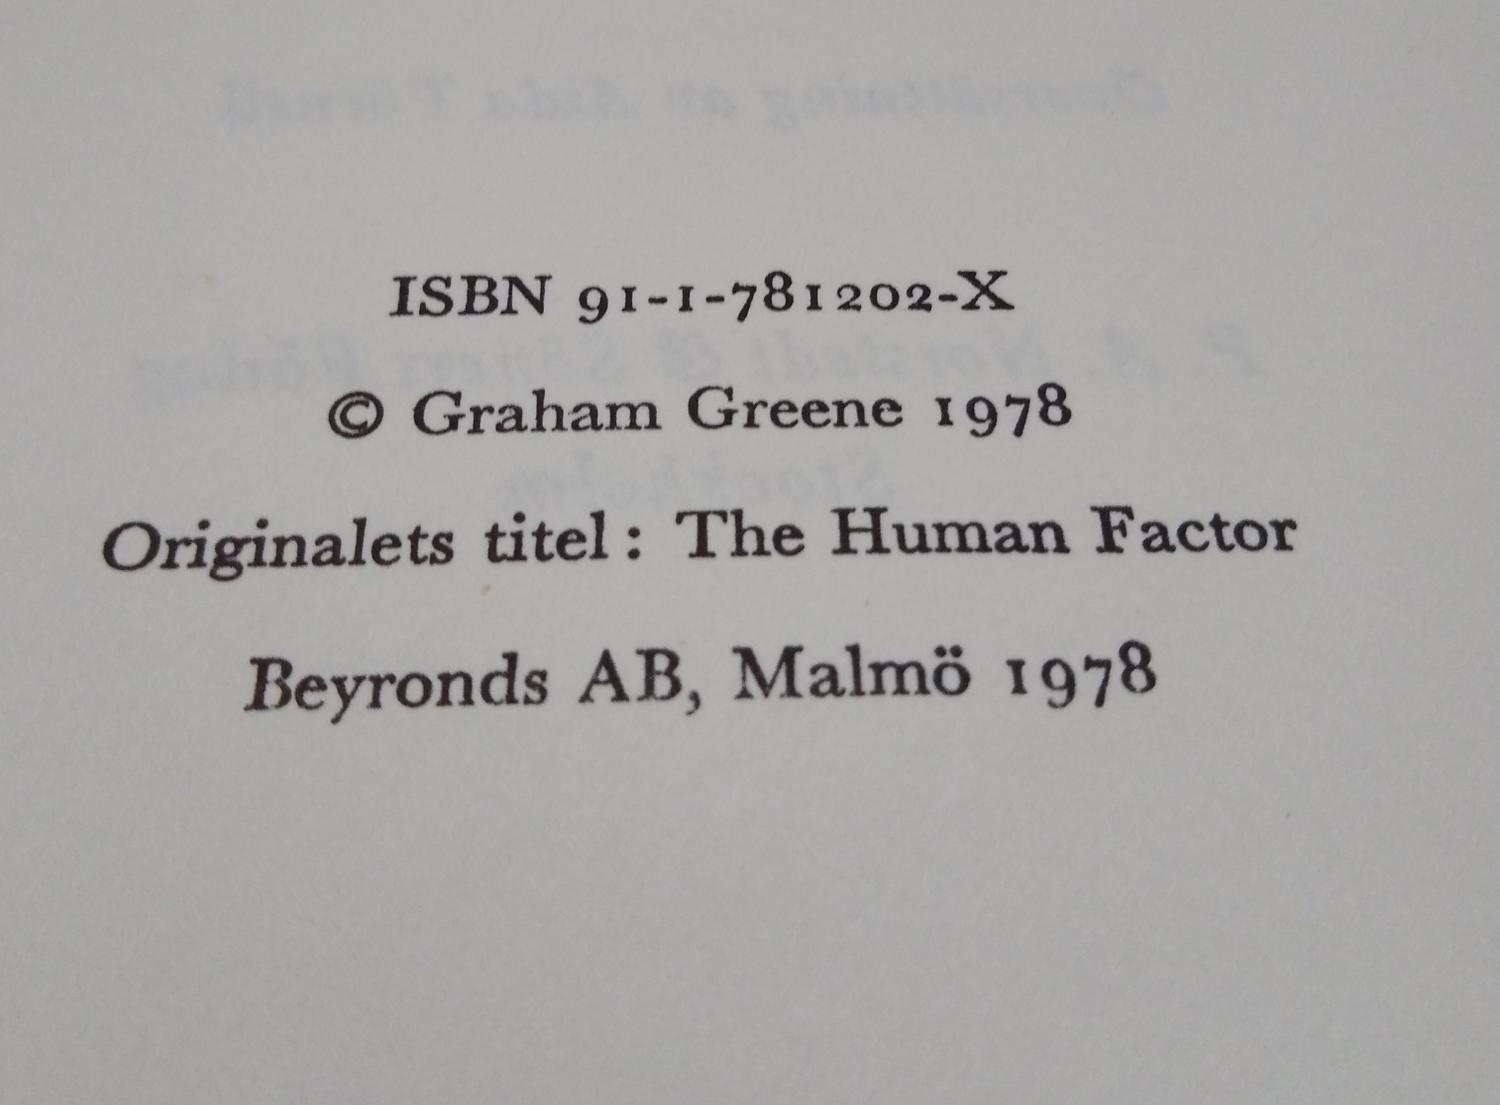 ISBN 91-1-781202-X
© Graham Greene 1978
Originalets titel: The Human Factor
Beyronds AB, Malmö 1978